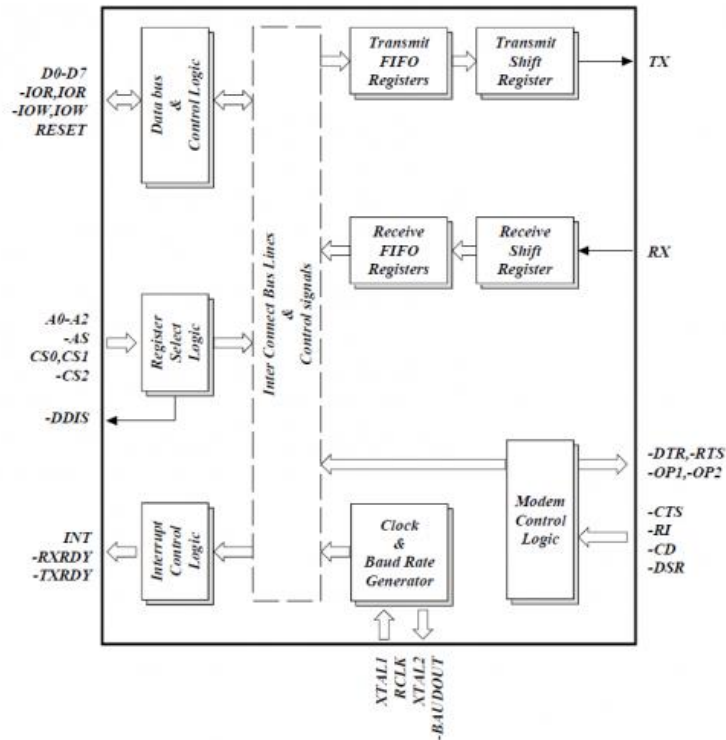 D0-D7
-IOR,IOR
-IOW,IOW
RESET
Data bus
&
Control Logic
Transmit
FIFO
Registers
Transmit
Shift
Register
TX
Inter Connect Bus Lines
&
Control signals
Receive
FIFO
Registers
Receive
Shift
Register
RX
A0-A2
-AS
CS0,CS1
-CS2
Register
Select
Logic
-DDIS
-DTR,-RTS
-OP1,-OP2
Modem
Control
Logic
-CTS
-RI
-CD
-DSR
INT
-RXRDY
-TXRDY
Interrupt
Control
Logic
Clock
&
Baud Rate
Generator
XTAL1
RCLK
XTAL2
-BAUDOUT